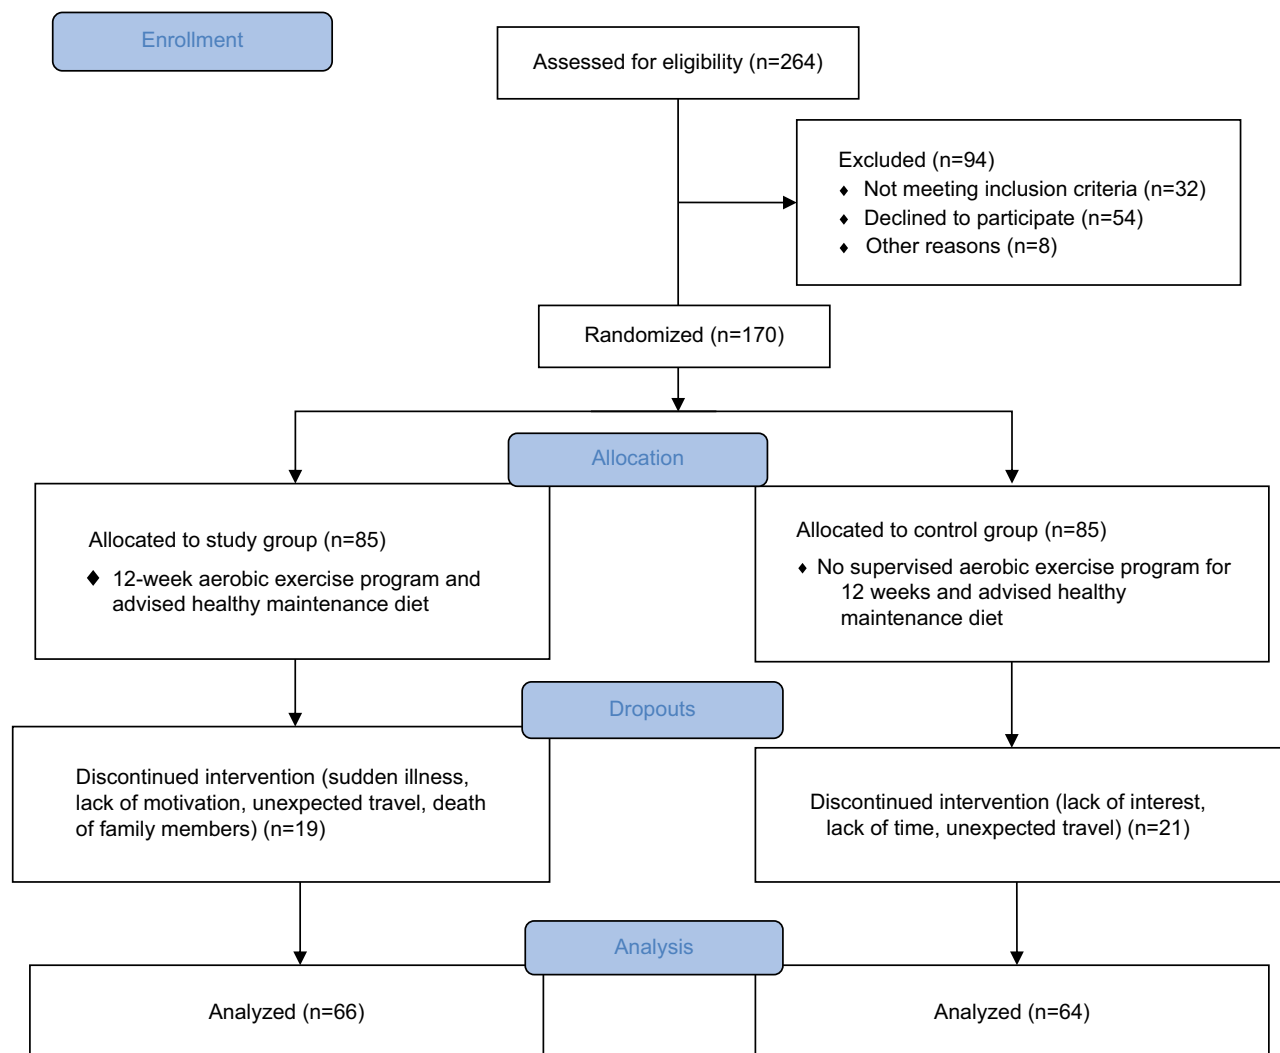 Enrollment
Assessed for eligibility (n=264)
Excluded (n=94)
♦ Not meeting inclusion criteria (n=32)
♦ Declined to participate (n=54)
♦ Other reasons (n=8)
Randomized (n=170)
Allocation
Allocated to study group (n=85)
♦ 12-week aerobic exercise program and
advised healthy maintenance diet
Allocated to control group (n=85)
♦ No supervised aerobic exercise program for
12 weeks and advised healthy
maintenance diet
Dropouts
Discontinued intervention (sudden illness,
lack of motivation, unexpected travel, death
of family members) (n=19)
Discontinued intervention (lack of interest,
lack of time, unexpected travel) (n=21)
Analysis
Analyzed (n=66)
Analyzed (n=64)